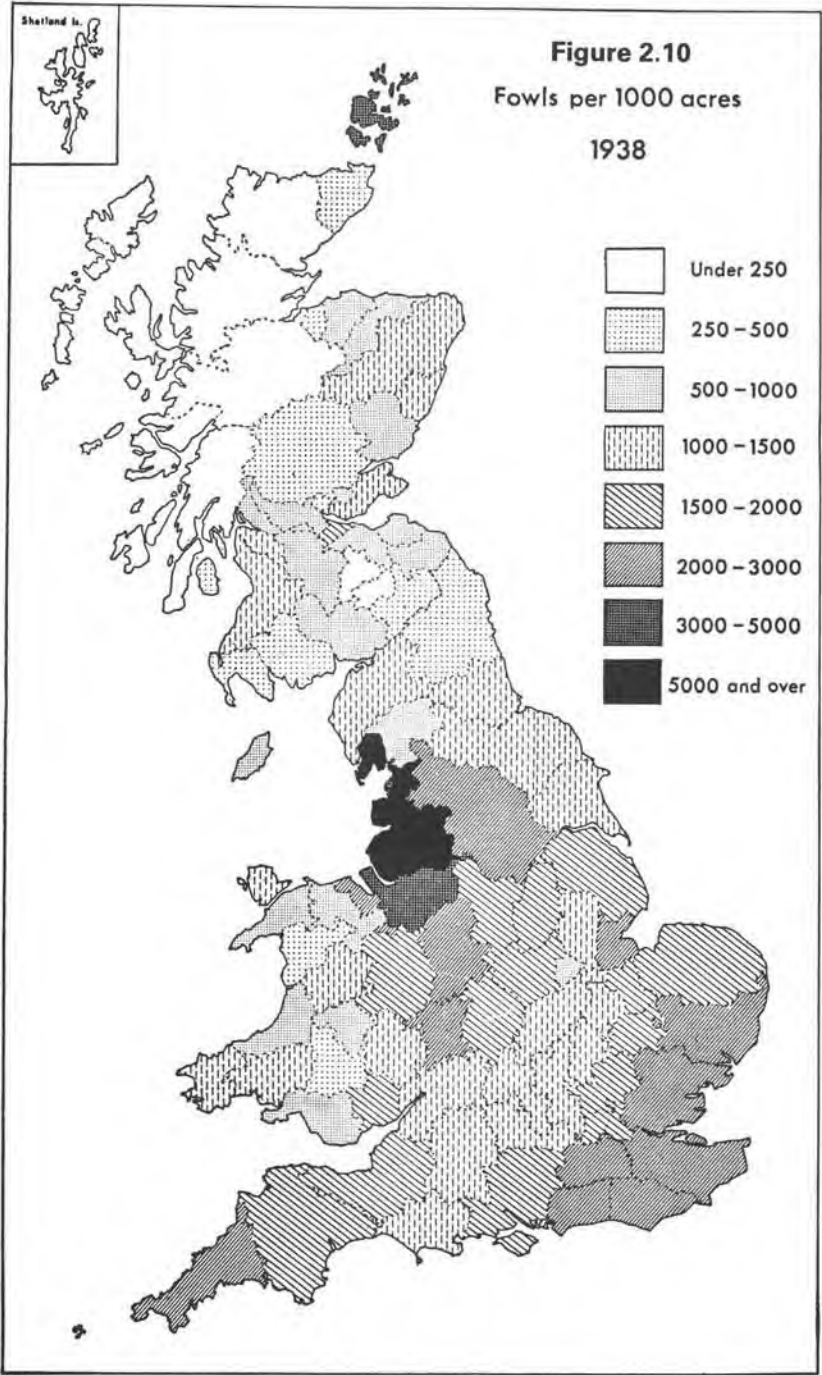 Shetland Is.
Figure 2.10
Fowls per 1000 acres
1938
Under 250
250 – 500
500 – 1000
1000 – 1500
1500 – 2000
2000 – 3000
3000 – 5000
5000 and over